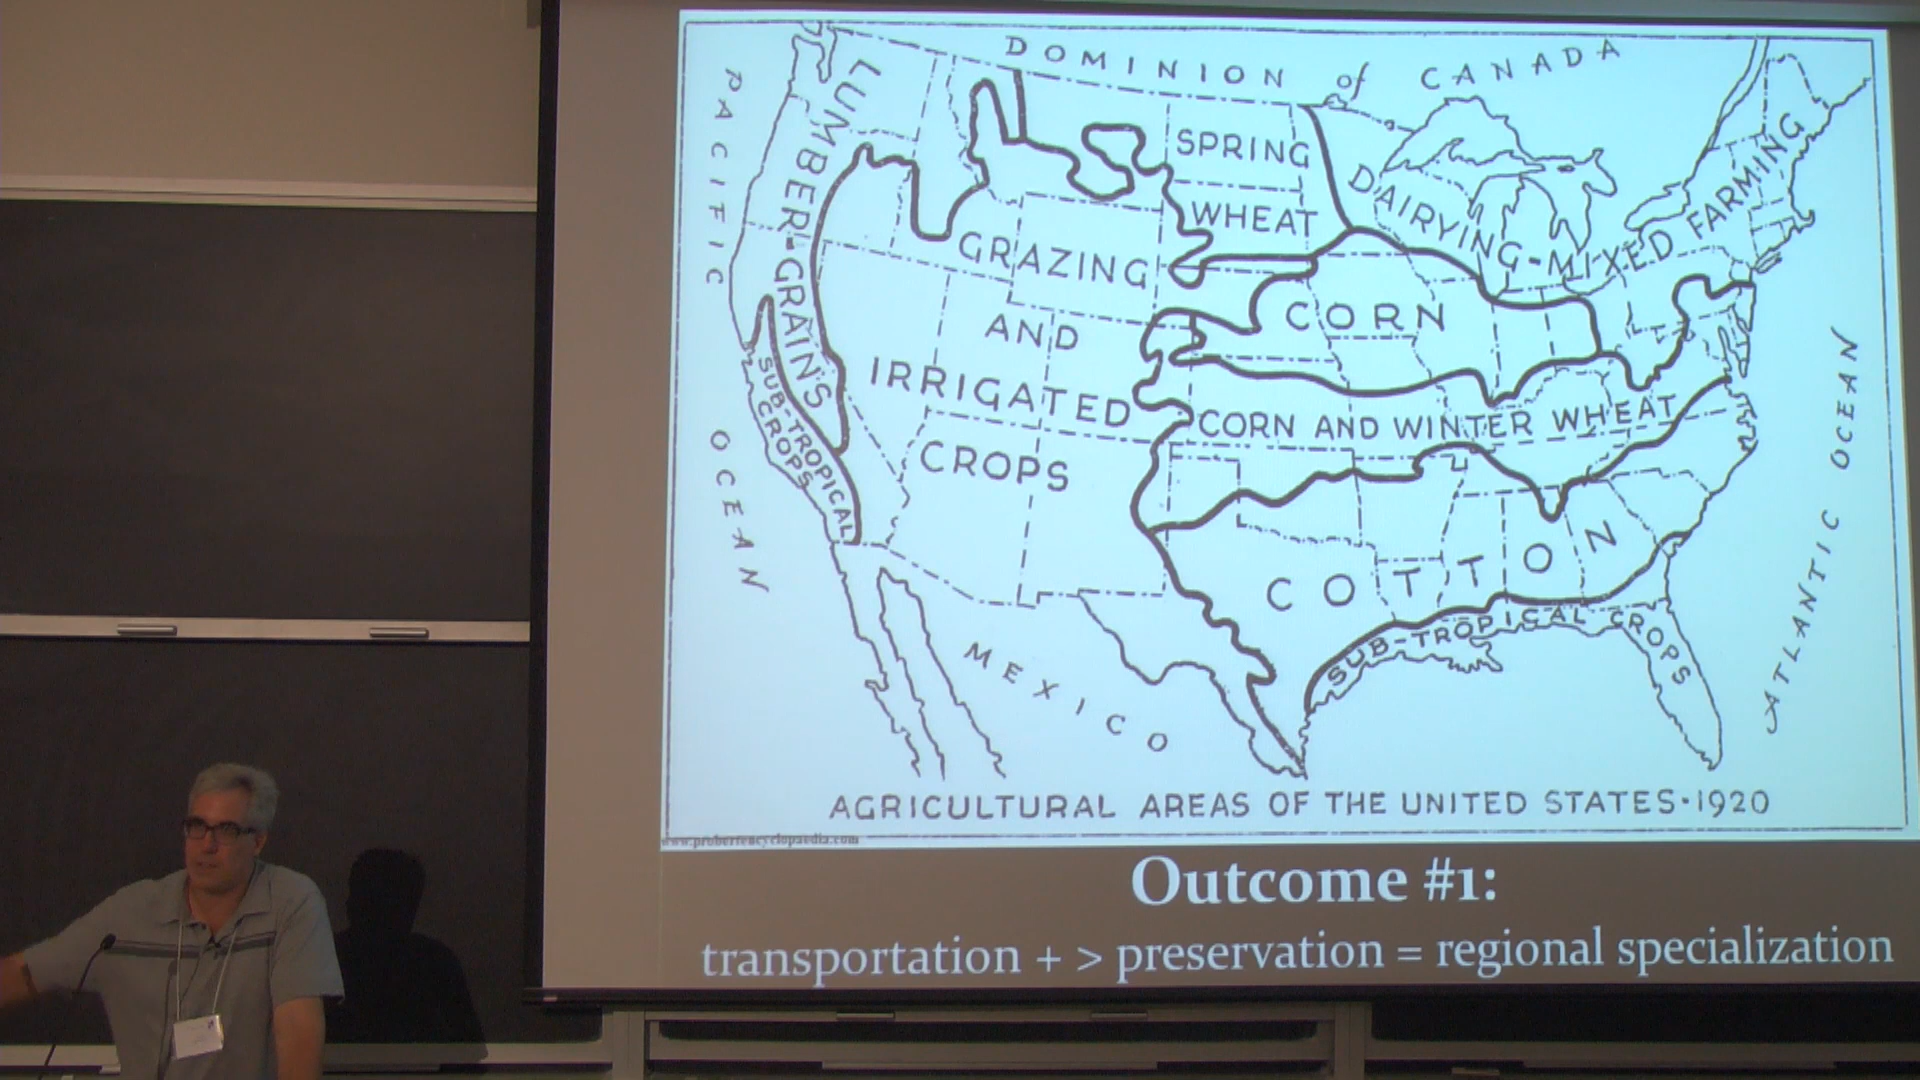 DOMINION of CANADA
PACIFIC OCEAN
LUMBER-GRAINS
SPRING
WHEAT
DAIRYING-MIXED FARMING
GRAZING
AND
IRRIGATED
CROPS
CORN
SUB-TROPICAL
CROPS
CORN AND WINTER WHEAT
COTTON
SUB-TROPICAL CROPS
MEXICO
ATLANTIC OCEAN
AGRICULTURAL AREAS OF THE UNITED STATES·1920
Outcome #1:
transportation + > preservation = regional specialization